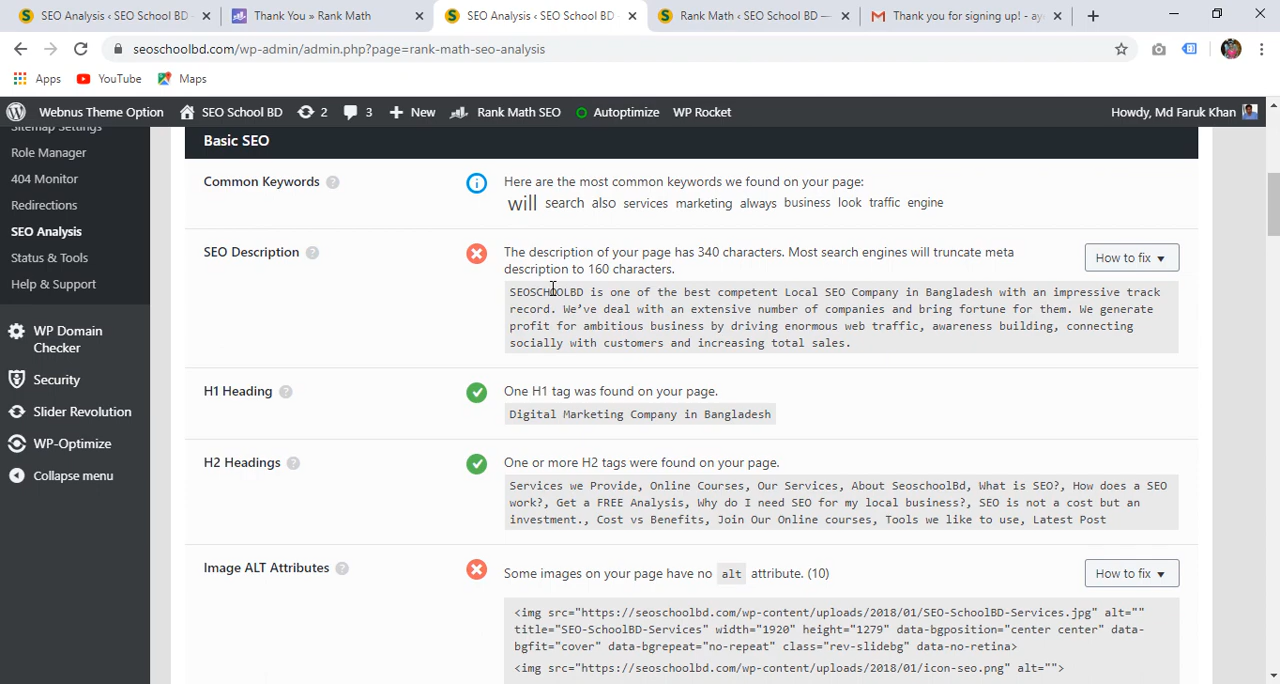 SEO Analysis ‹ SEO School BD -
Thank You » Rank Math
SEO Analysis ‹ SEO School BD -
Rank Math ‹ SEO School BD —
Thank you for signing up! - ay
seoschoolbd.com/wp-admin/admin.php?page=rank-math-seo-analysis
Apps YouTube Maps
Webnus Theme Option SEO School BD 2 3 New Rank Math SEO Autoptimize WP Rocket Howdy, Md Faruk Khan
Sitemap Settings
Role Manager
404 Monitor
Redirections
SEO Analysis
Status & Tools
Help & Support
WP Domain
Checker
Security
Slider Revolution
WP-Optimize
Collapse menu
Basic SEO
Common Keywords
Here are the most common keywords we found on your page:
will search also services marketing always business look traffic engine
SEO Description
The description of your page has 340 characters. Most search engines will truncate meta
description to 160 characters.
How to fix
SEOSCHOOLBD is one of the best competent Local SEO Company in Bangladesh with an impressive track
record. We’ve deal with an extensive number of companies and bring fortune for them. We generate
profit for ambitious business by driving enormous web traffic, awareness building, connecting
socially with customers and increasing total sales.
H1 Heading
One H1 tag was found on your page.
Digital Marketing Company in Bangladesh
H2 Headings
One or more H2 tags were found on your page.
Services we Provide, Online Courses, Our Services, About SeoschoolBd, What is SEO?, How does a SEO
work?, Get a FREE Analysis, Why do I need SEO for my local business?, SEO is not a cost but an
investment., Cost vs Benefits, Join Our Online courses, Tools we like to use, Latest Post
Image ALT Attributes
Some images on your page have no alt attribute. (10)
How to fix
<img src="https://seoschoolbd.com/wp-content/uploads/2018/01/SEO-SchoolBD-Services.jpg" alt=""
title="SEO-SchoolBD-Services" width="1920" height="1279" data-bgposition="center center" data-
bgfit="cover" data-bgrepeat="no-repeat" class="rev-slidebg" data-no-retina>
<img src="https://seoschoolbd.com/wp-content/uploads/2018/01/icon-seo.png" alt="">